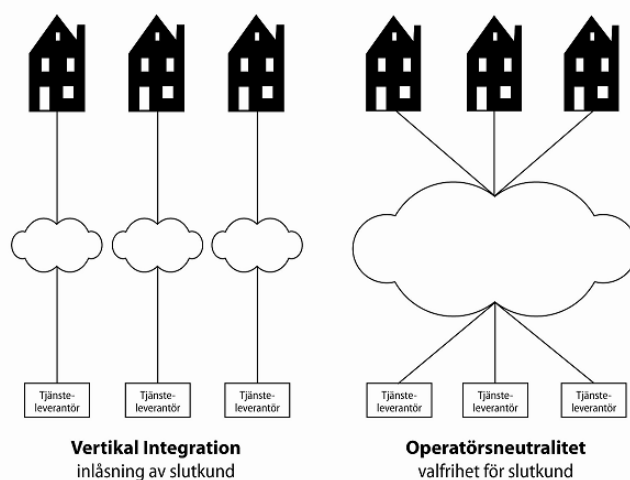 Tjänste-
leverantör
Tjänste-
leverantör
Tjänste-
leverantör
Vertikal Integration
inlåsning av slutkund
Tjänste-
leverantör
Tjänste-
leverantör
Tjänste-
leverantör
Operatörsneutralitet
valfrihet för slutkund